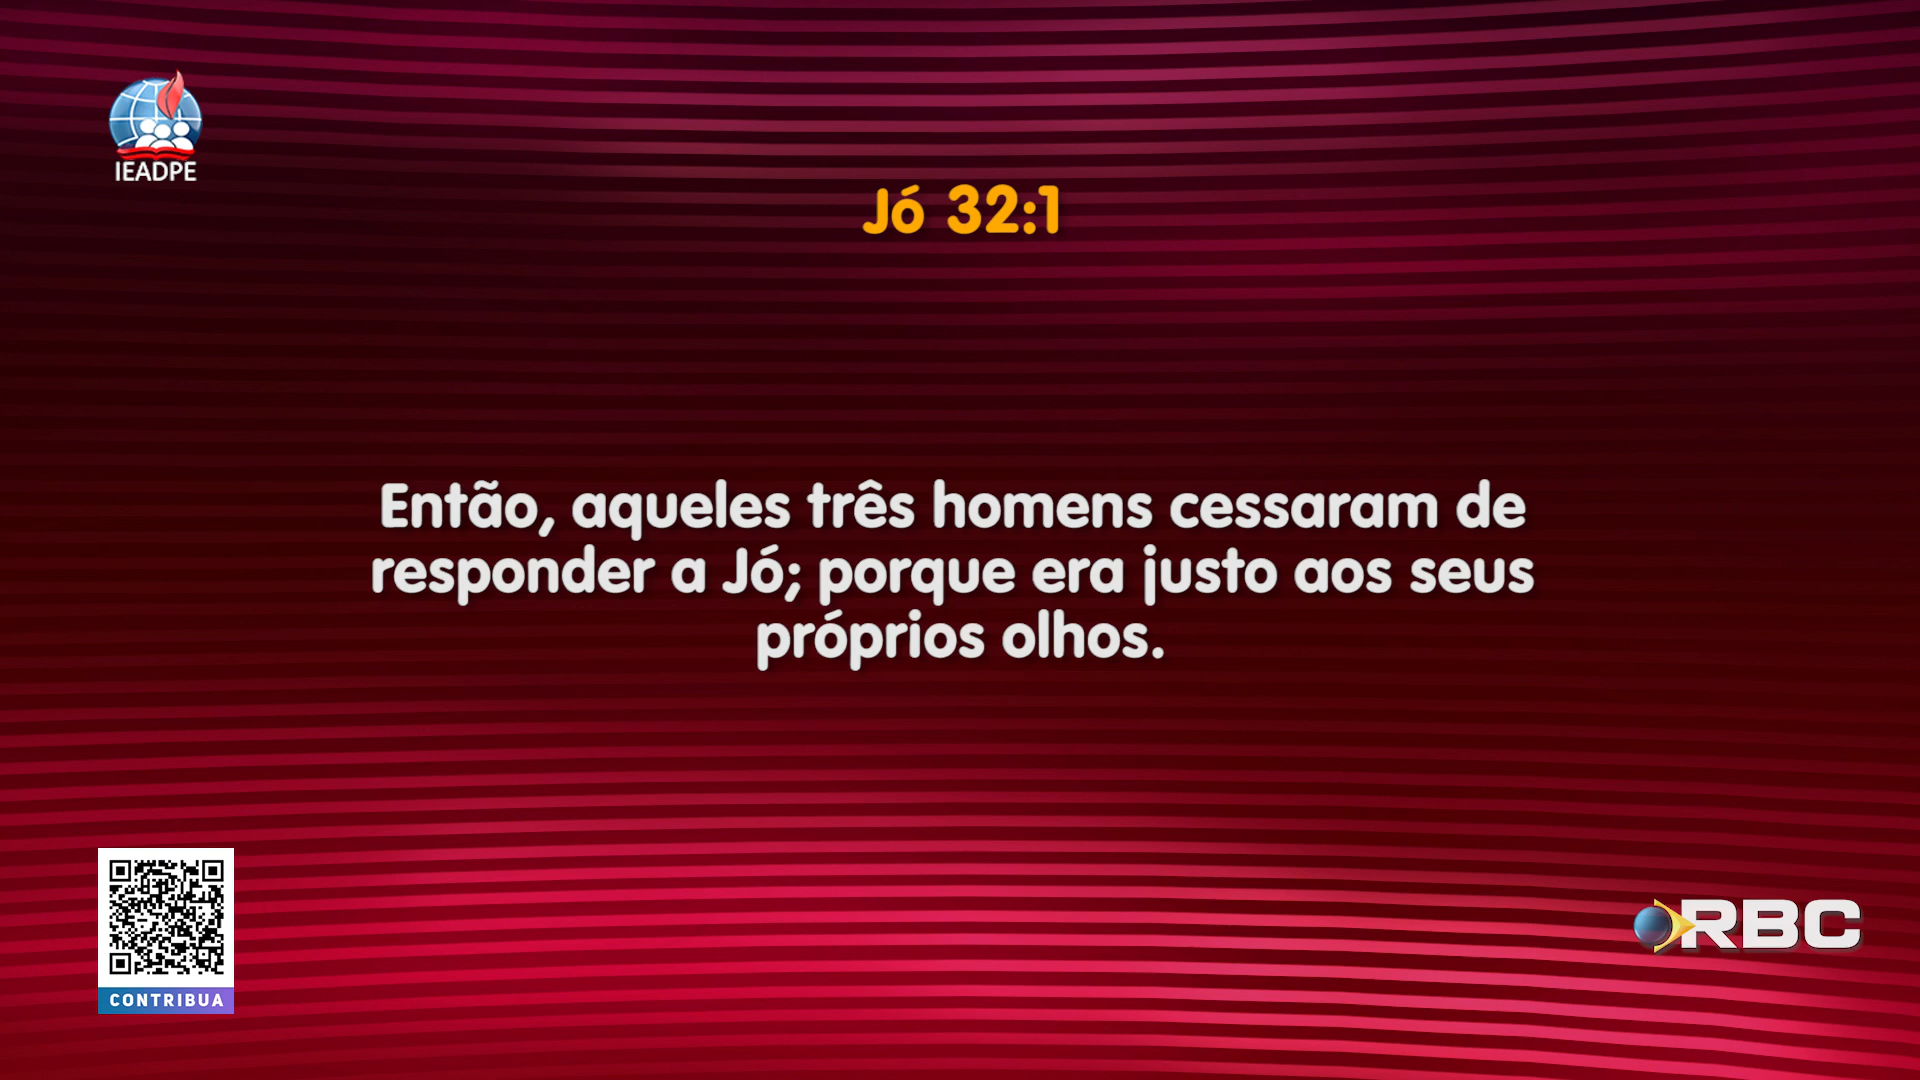 IEADPE
Jó 32:1
Então, aqueles três homens cessaram de
responder a Jó; porque era justo aos seus
próprios olhos.
CONTRIBUA
RBC